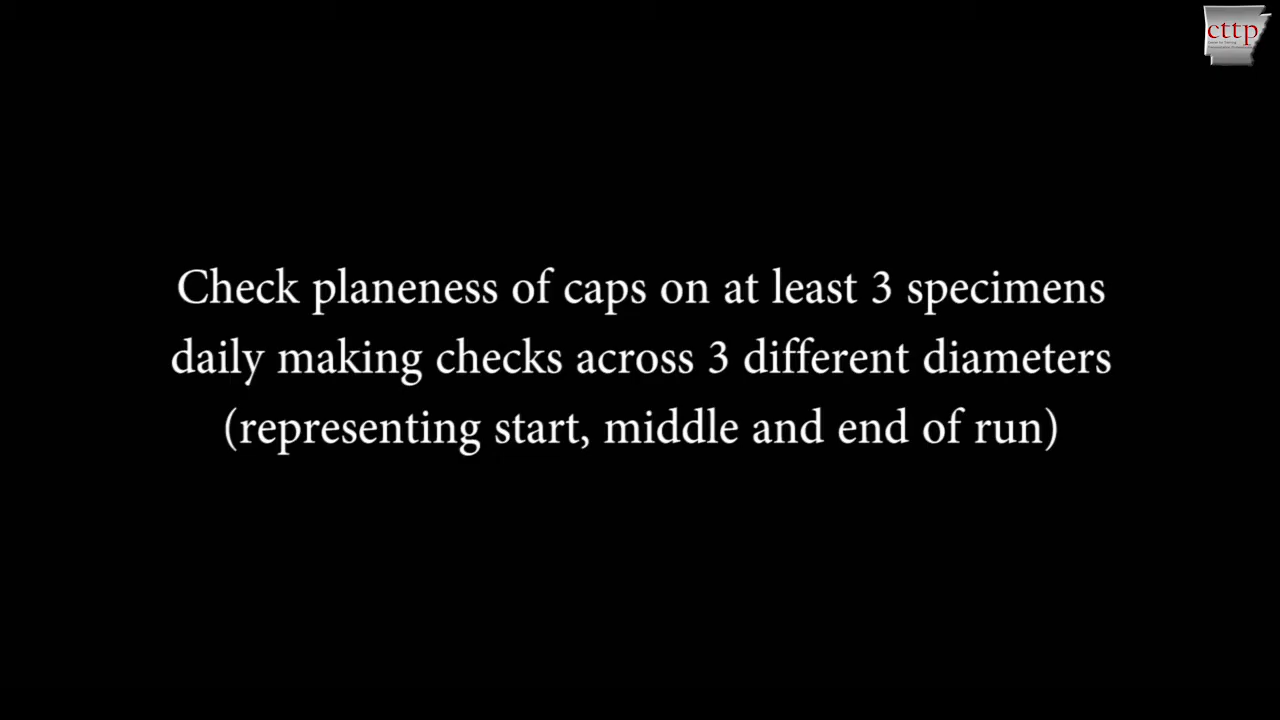 cttp
Check planeness of caps on at least 3 specimens
daily making checks across 3 different diameters
(representing start, middle and end of run)